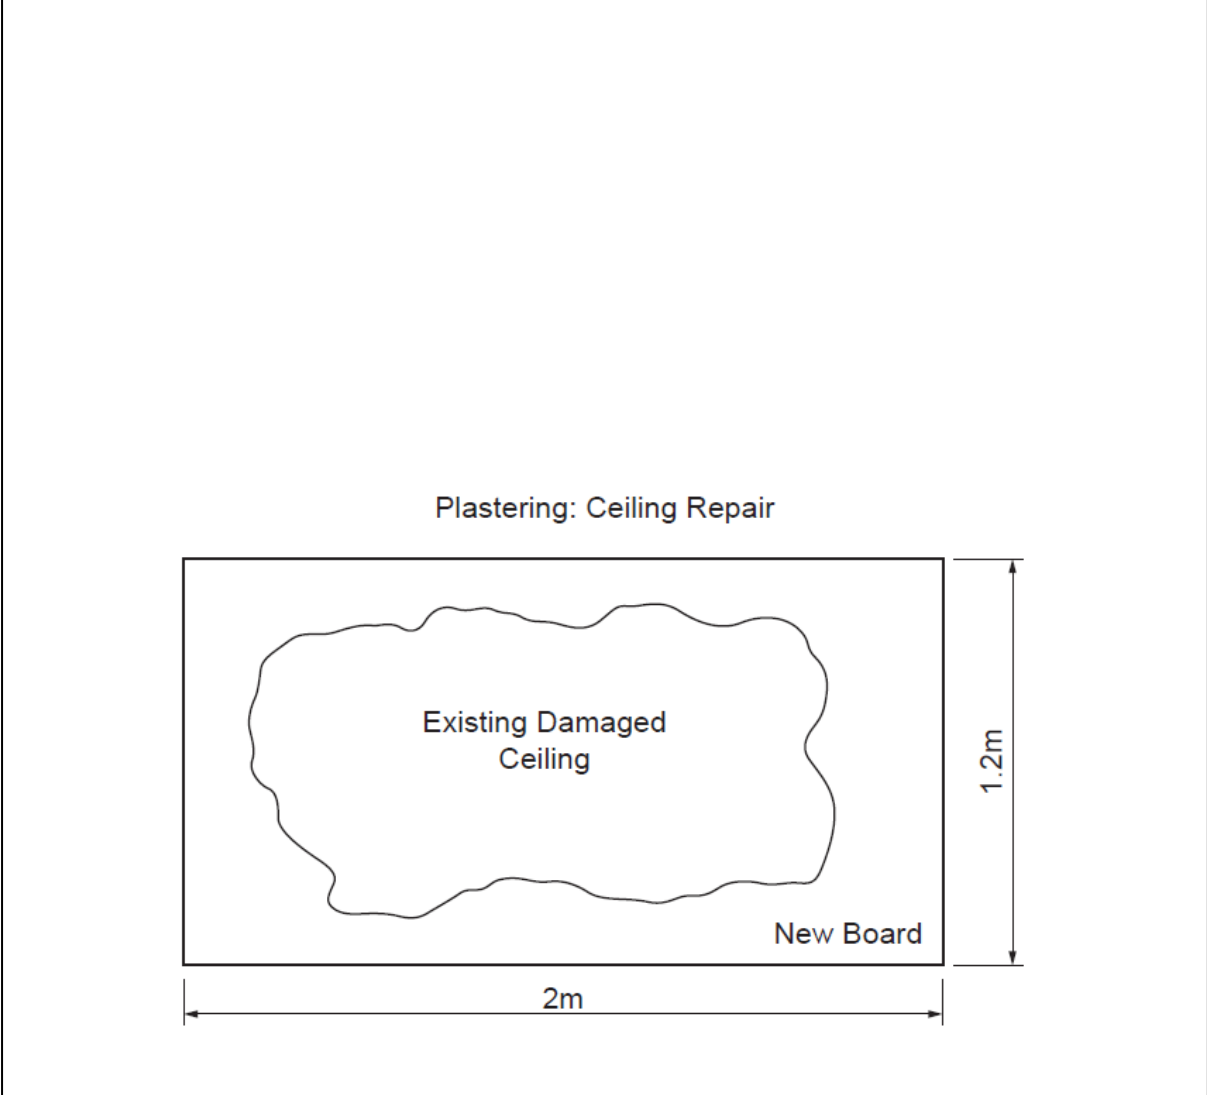 Plastering: Ceiling Repair
Existing Damaged
Ceiling
1.2m
New Board
2m